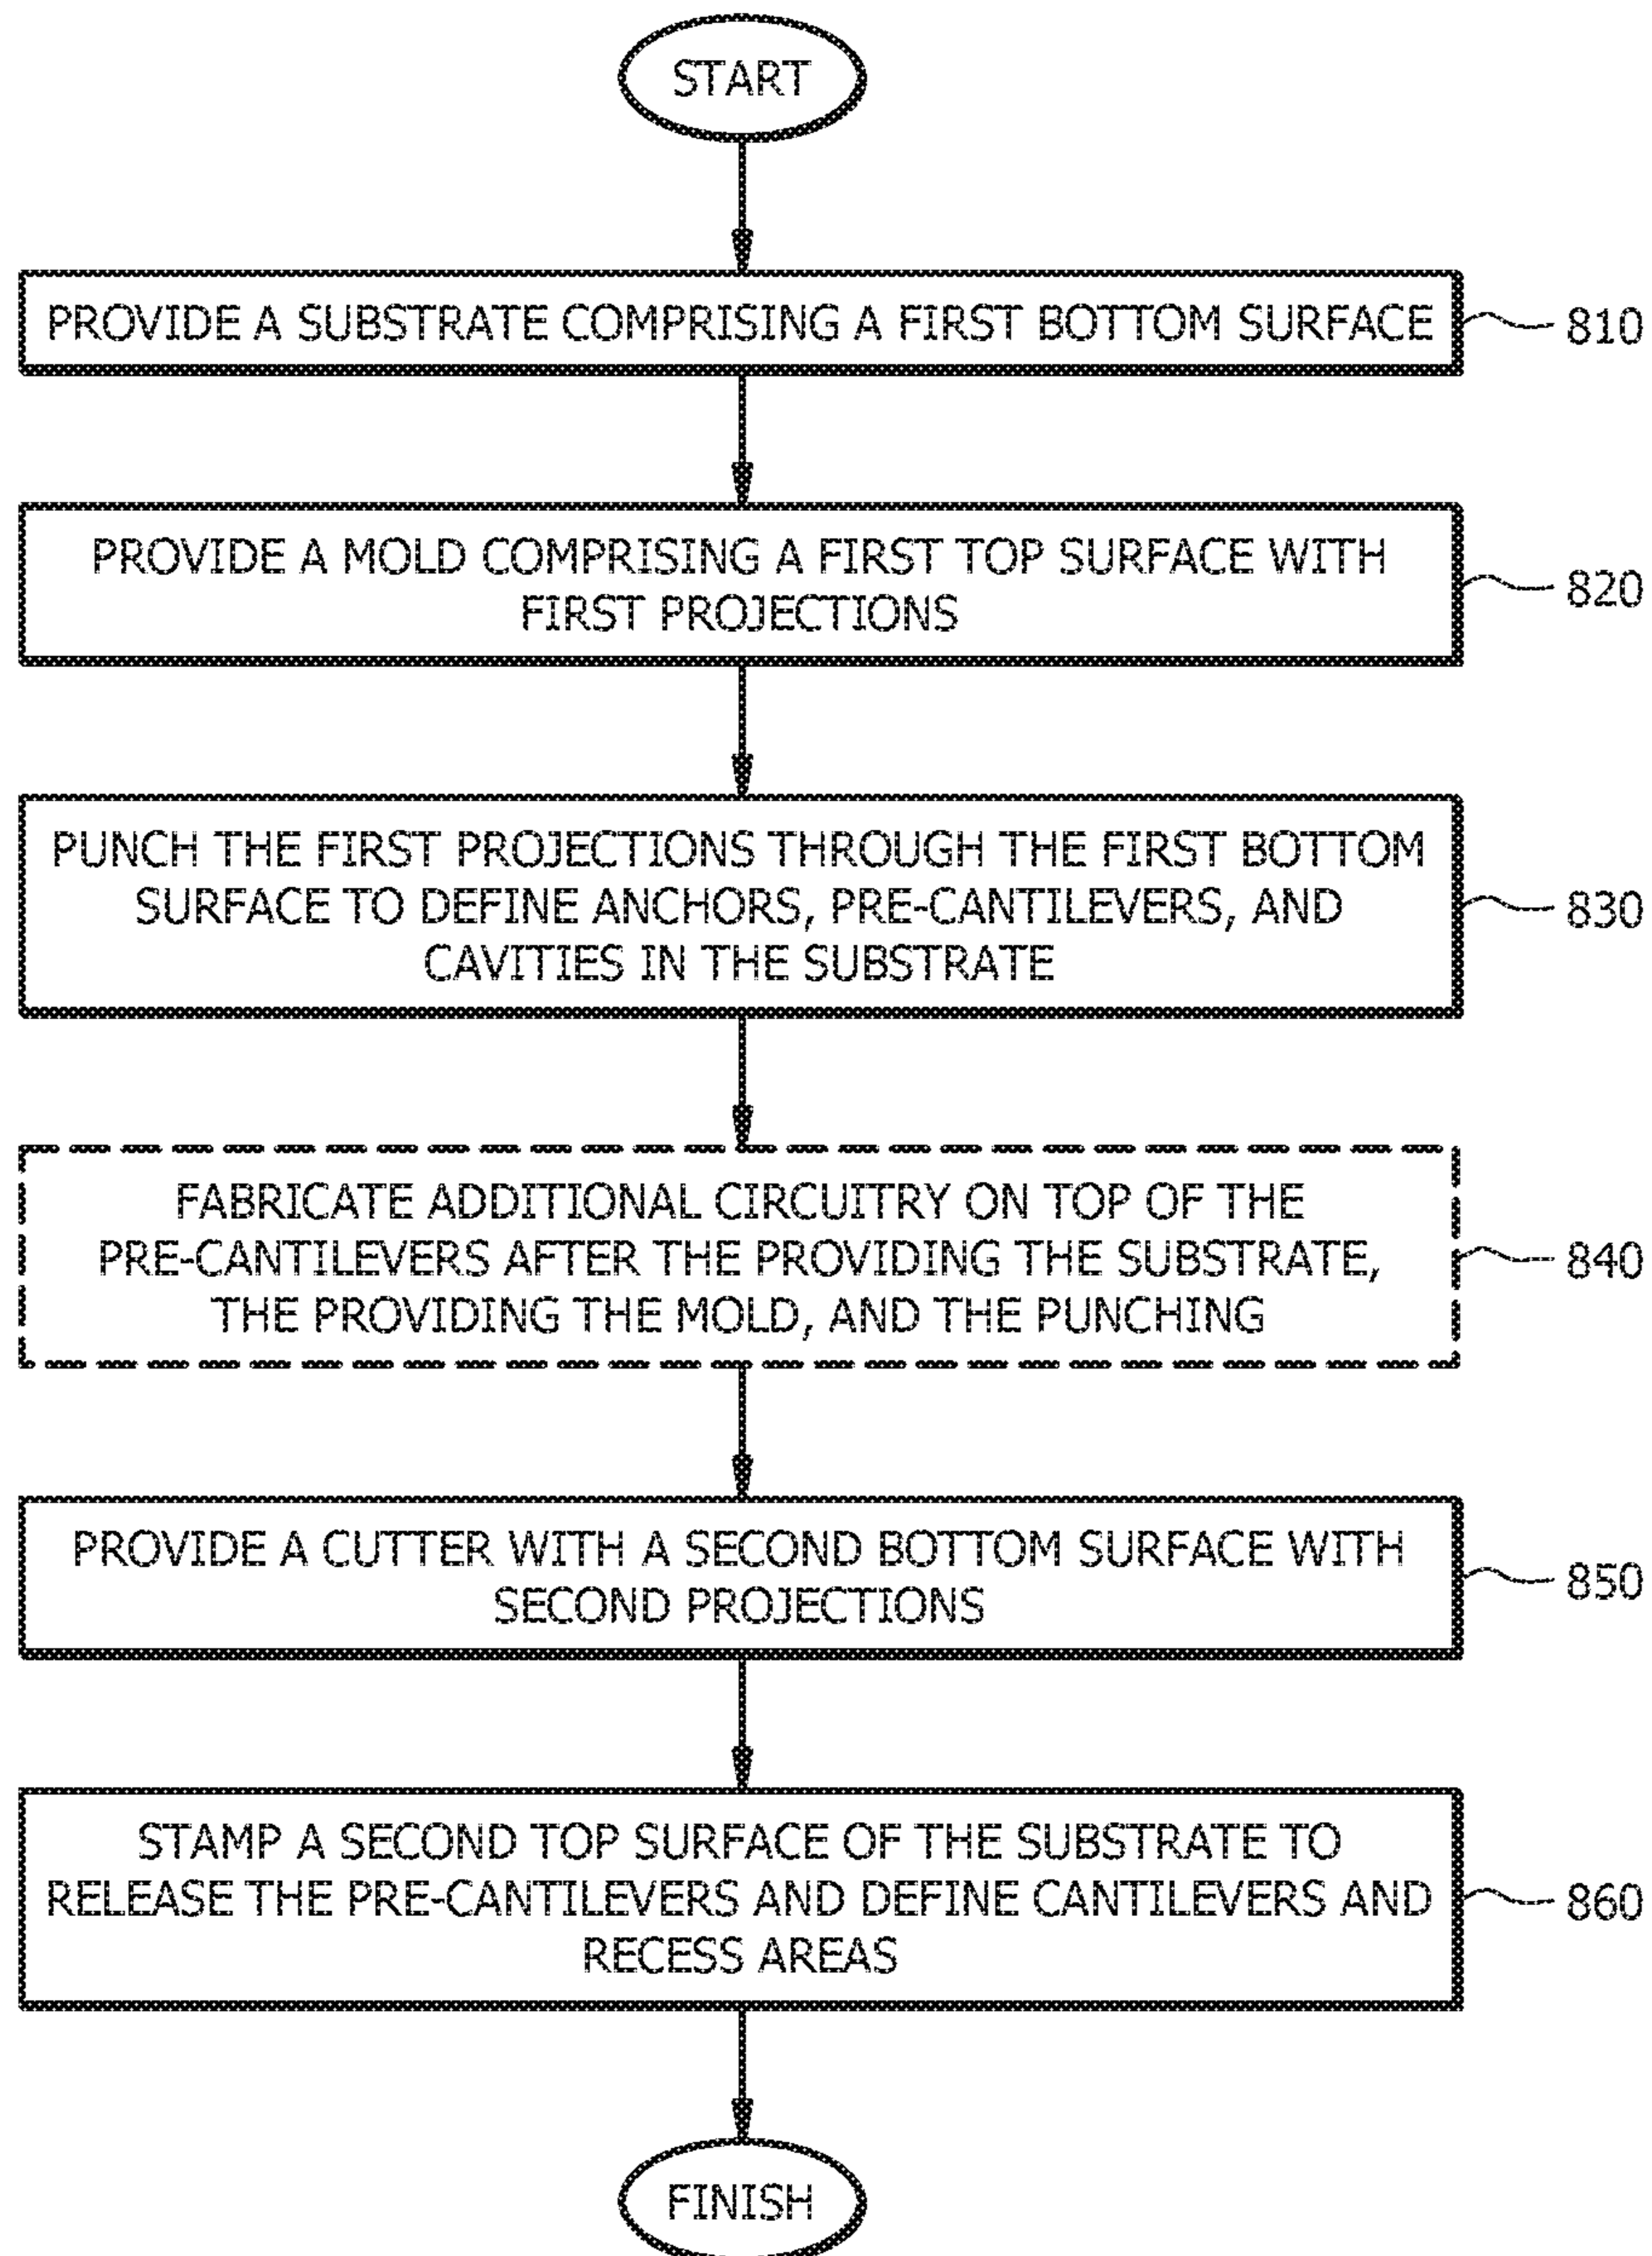 START
PROVIDE A SUBSTRATE COMPRISING A FIRST BOTTOM SURFACE
810
PROVIDE A MOLD COMPRISING A FIRST TOP SURFACE WITH
FIRST PROJECTIONS
820
PUNCH THE FIRST PROJECTIONS THROUGH THE FIRST BOTTOM
SURFACE TO DEFINE ANCHORS, PRE-CANTILEVERS, AND
CAVITIES IN THE SUBSTRATE
830
FABRICATE ADDITIONAL CIRCUITRY ON TOP OF THE
PRE-CANTILEVERS AFTER THE PROVIDING THE SUBSTRATE,
THE PROVIDING THE MOLD, AND THE PUNCHING
840
PROVIDE A CUTTER WITH A SECOND BOTTOM SURFACE WITH
SECOND PROJECTIONS
850
STAMP A SECOND TOP SURFACE OF THE SUBSTRATE TO
RELEASE THE PRE-CANTILEVERS AND DEFINE CANTILEVERS AND
RECESS AREAS
860
FINISH